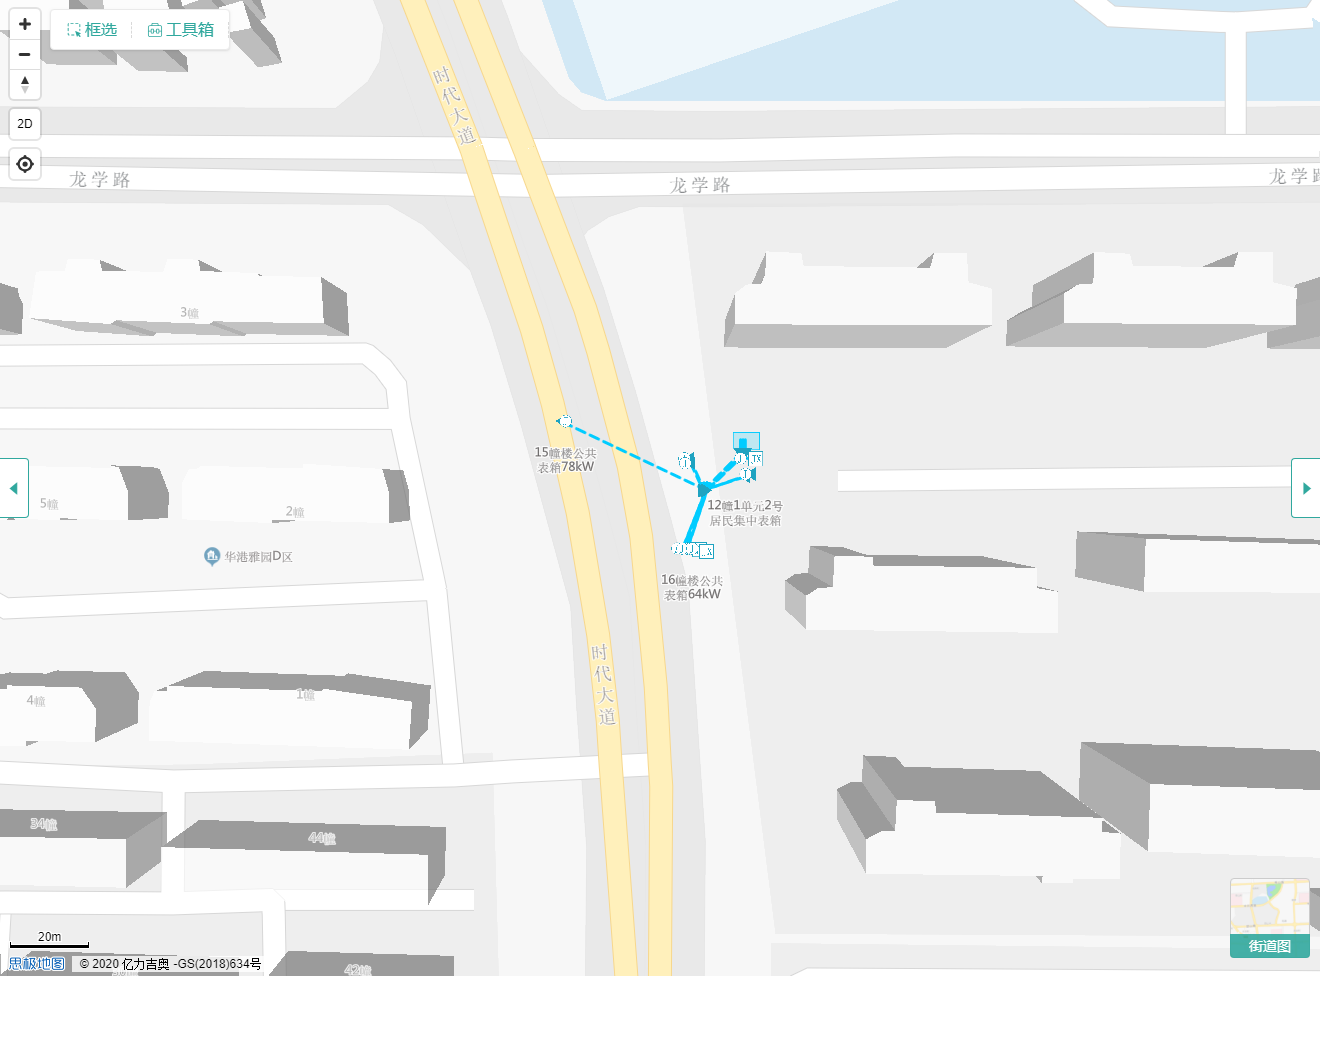 框选
工具箱
2D
时代大道
龙学路
龙学路
龙学路
3幢
15幢楼公共
表箱78kW
12幢1单元2号
居民集中表箱
5幢
2幢
华港雅园D区
16幢楼公共
表箱64kW
时代大道
4幢
1幢
34幢
44幢
20m
思极地图
© 2020 亿力吉奥 -GS(2018)634号
42幢
街道图